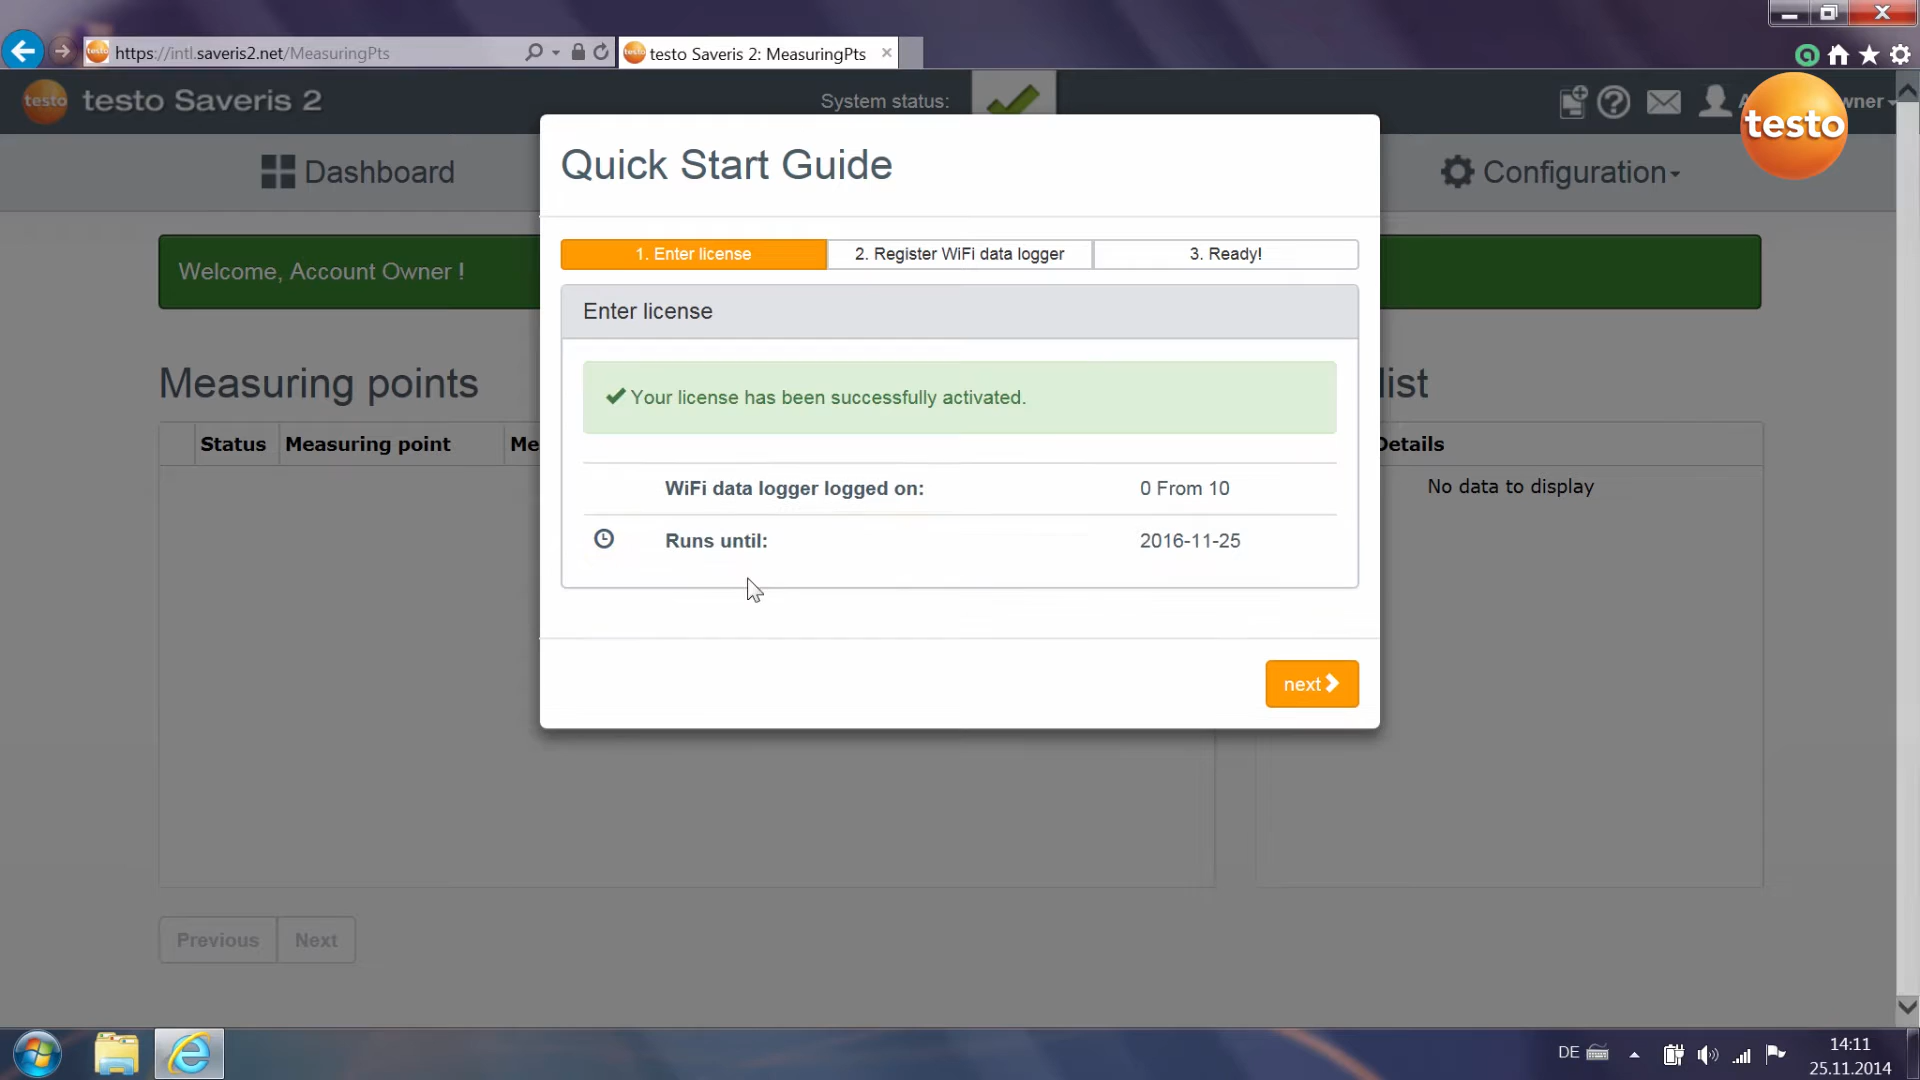 https://intl.saveris2.net/MeasuringPts
testo Saveris 2: MeasuringPts
testo
testo Saveris 2
System status:
wner
testo
Dashboard
Configuration
Quick Start Guide
1. Enter license
2. Register WiFi data logger
3. Ready!
Welcome, Account Owner !
Enter license
Your license has been successfully activated.
WiFi data logger logged on: 0 From 10
Runs until: 2016-11-25
next
Measuring points
list
Status
Measuring point
Me
Details
No data to display
Previous
Next
DE
14:11
25.11.2014